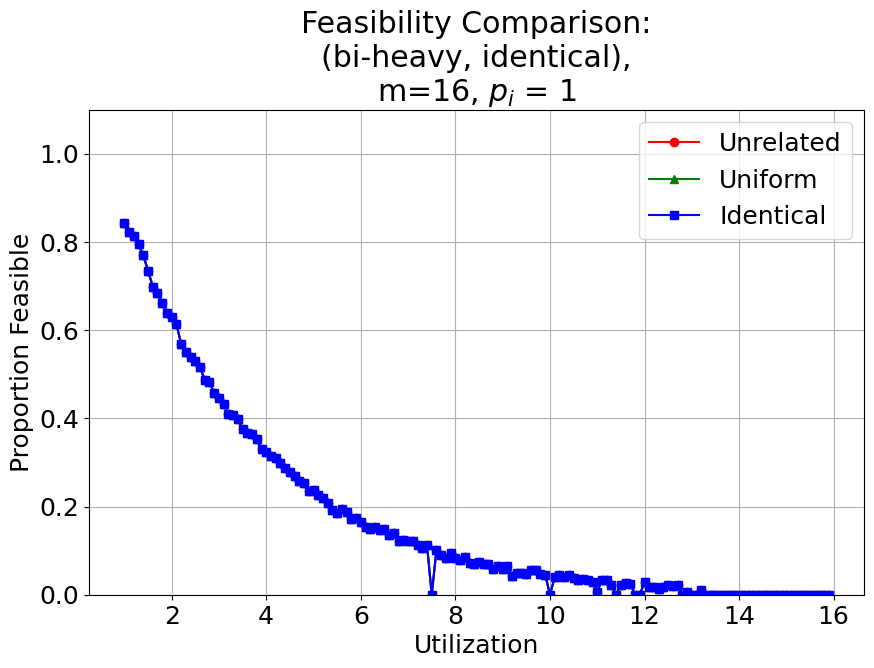 Feasibility Comparison:
(bi-heavy, identical),
m=16, $p_i$ = 1
Unrelated
Uniform
Identical
Proportion Feasible
1.0
0.8
0.6
0.4
0.2
0.0
2 4 6 8 10 12 14 16
Utilization